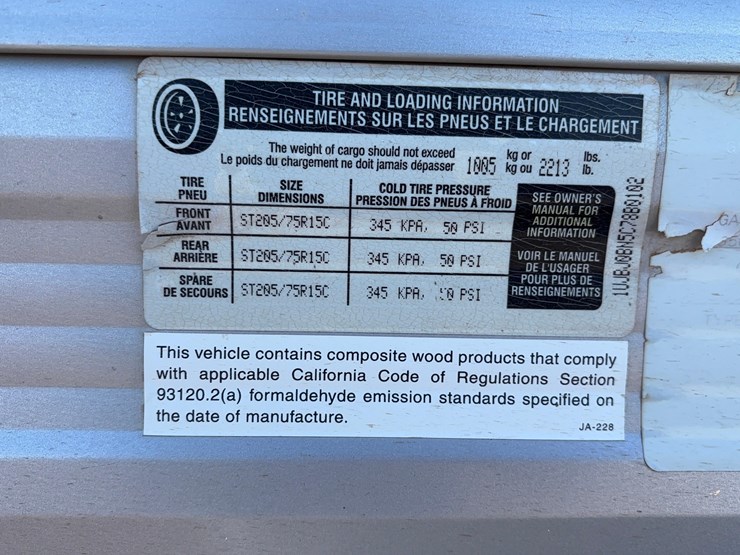 TIRE AND LOADING INFORMATION
RENSEIGNEMENTS SUR LES PNEUS ET LE CHARGEMENT
The weight of cargo should not exceed 1005 kg or 2213 lbs.
Le poids du chargement ne doit jamais dépasser kg ou lb.
TIRE PNEU SIZE DIMENSIONS COLD TIRE PRESSURE PRESSION DES PNEUS À FROID
FRONT AVANT ST205/75R15C 345 KPA, 50 PSI
REAR ARRIÈRE ST205/75R15C 345 KPA, 50 PSI
SPARE DE SECOURS ST205/75R15C 345 KPA, 50 PSI
SEE OWNER'S
MANUAL FOR
ADDITIONAL
INFORMATION
VOIR LE MANUEL
DE L'USAGER
POUR PLUS DE
RENSEIGNEMENTS
This vehicle contains composite wood products that comply
with applicable California Code of Regulations Section
93120.2(a) formaldehyde emission standards specified on
the date of manufacture.
JA-228